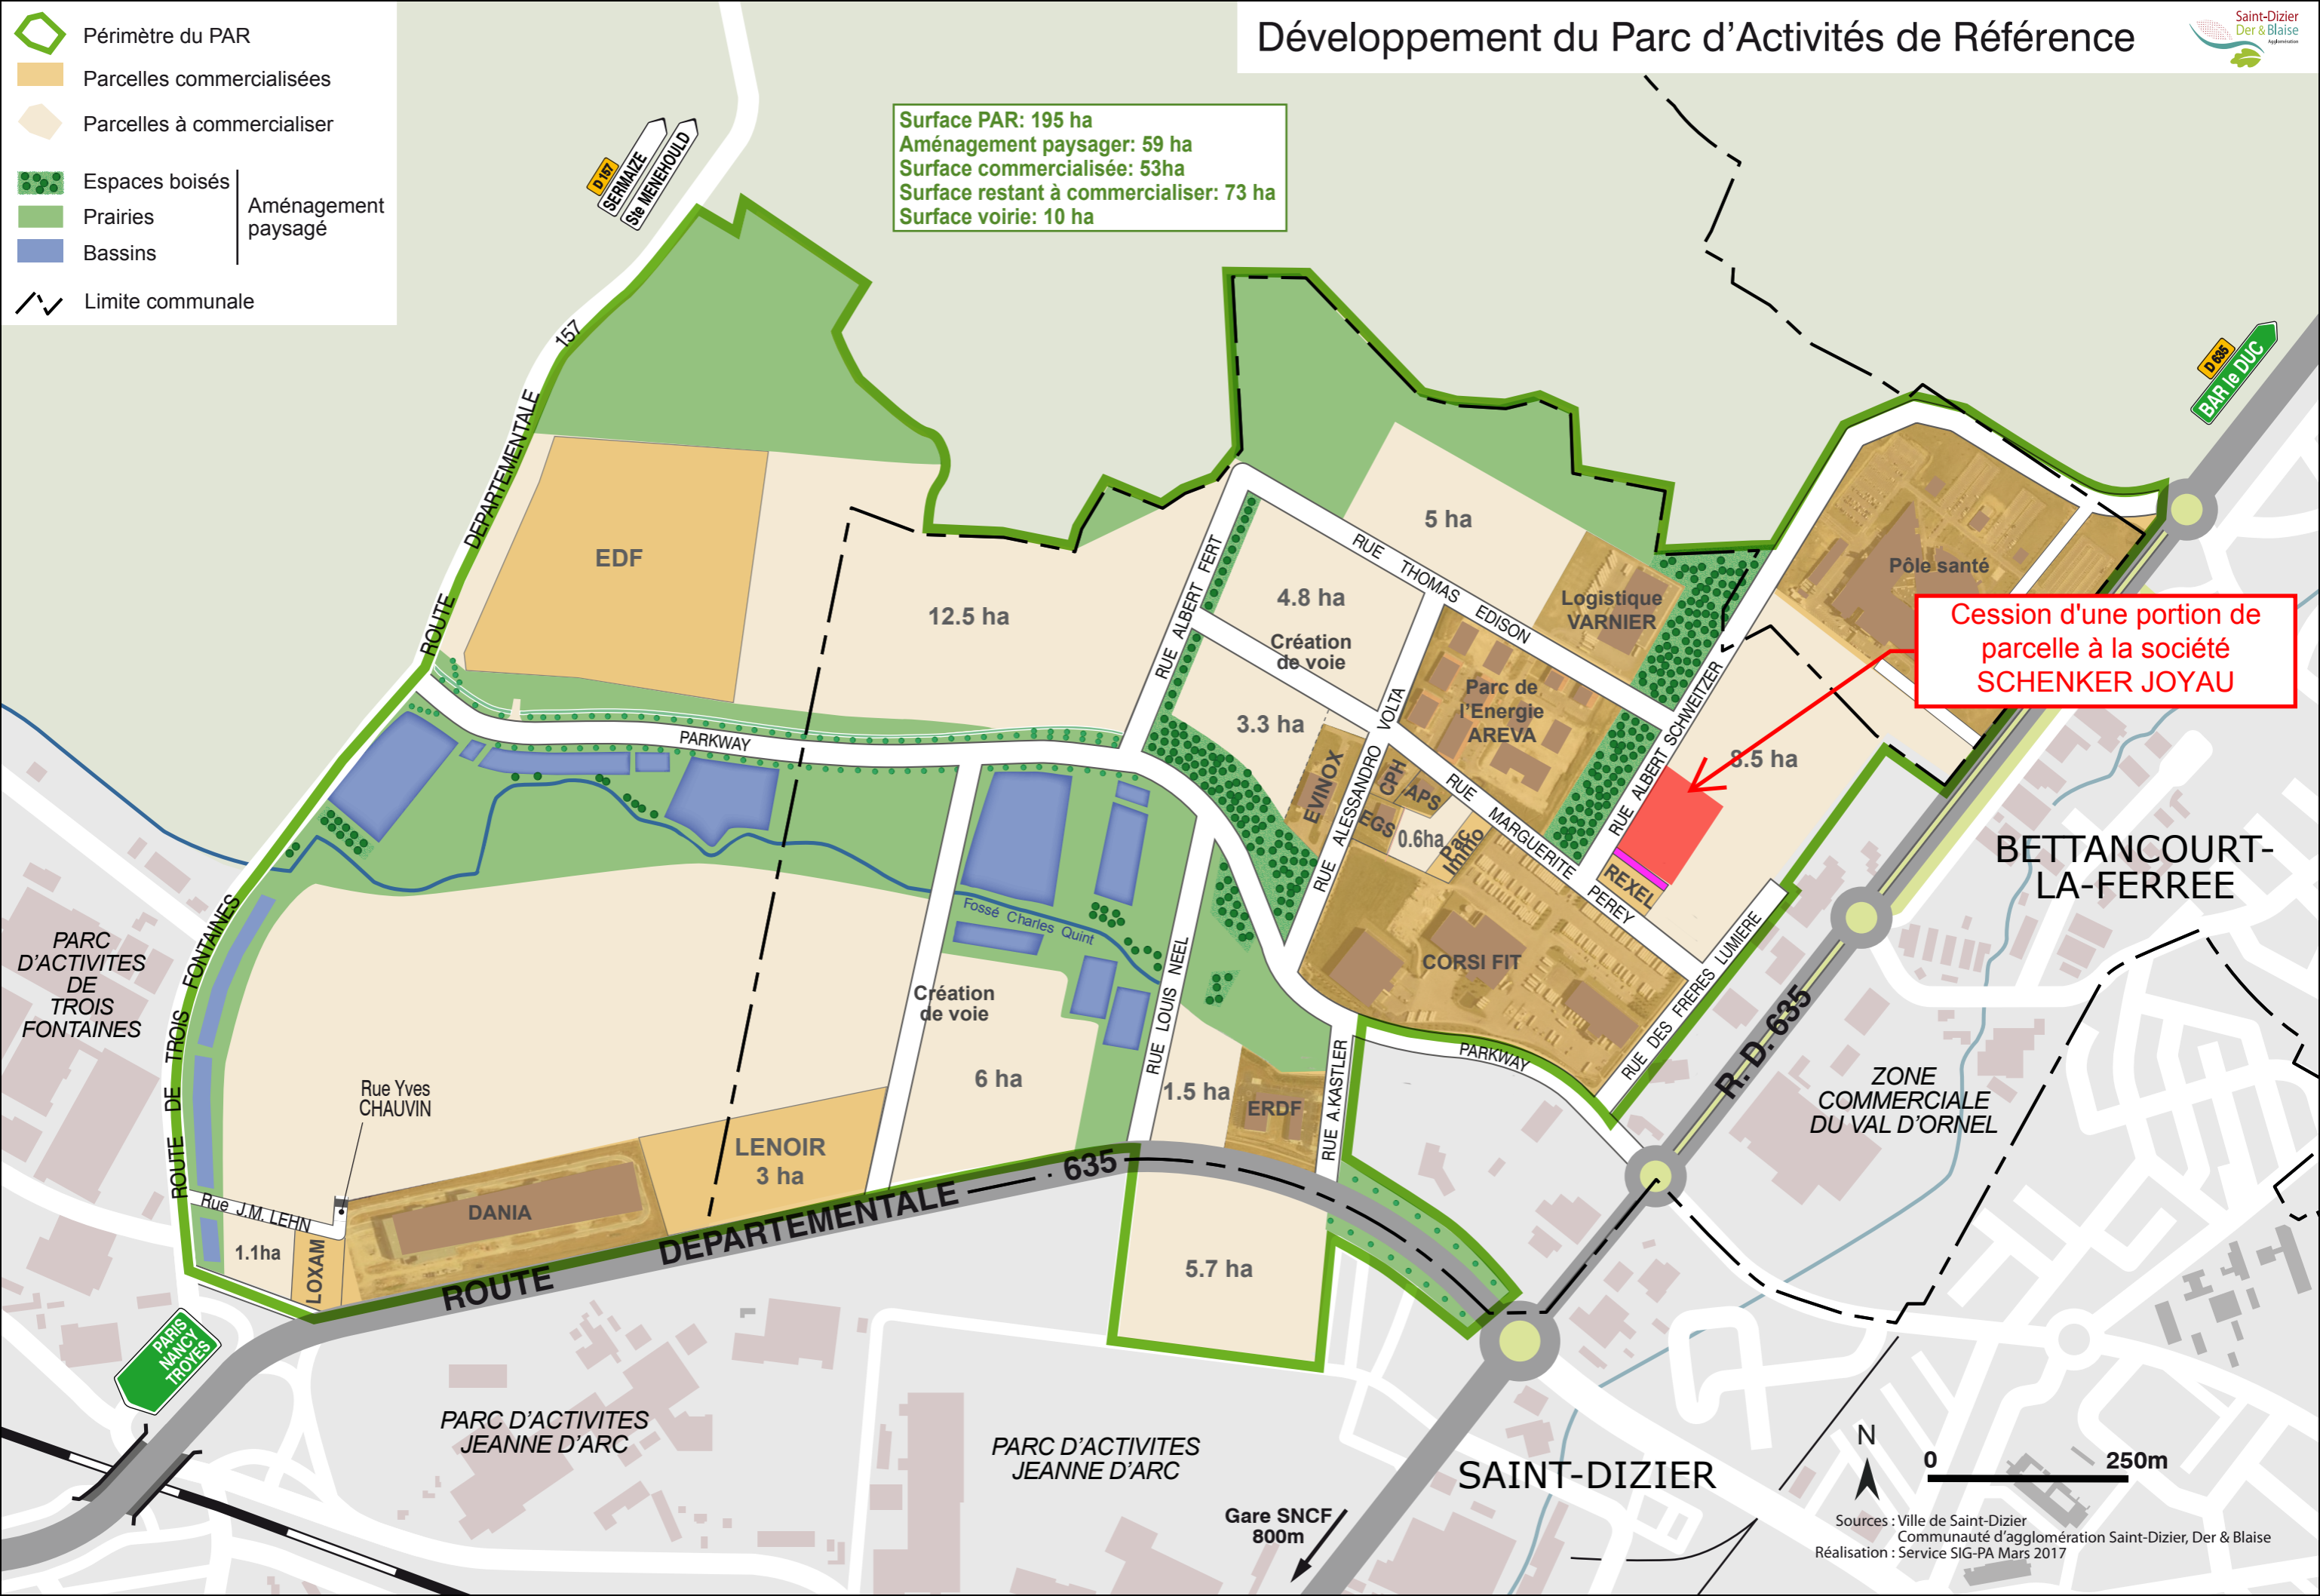 Périmètre du PAR
Parcelles commercialisées
Parcelles à commercialiser
Espaces boisés
Prairies
Bassins
Aménagement
paysagé
Limite communale
Développement du Parc d'Activités de Référence
Saint-Dizier
Der & Blaise
Agglomération
Surface PAR: 195 ha
Aménagement paysager: 59 ha
Surface commercialisée: 53ha
Surface restant à commercialiser: 73 ha
Surface voirie: 10 ha
D 157
SERMAIZE
Ste MENEHOULD
D 635
BAR le DUC
ROUTE DEPARTEMENTALE 157
EDF
12.5 ha
RUE ALBERT FERT
5 ha
RUE THOMAS EDISON
4.8 ha
Création
de voie
Logistique
VARNIER
Pôle santé
Cession d'une portion de
parcelle à la société
SCHENKER JOYAU
Parc de
l'Energie
AREVA
3.3 ha
RUE ALESSANDRO VOLTA
RUE ALBERT SCHWEITZER
8.5 ha
PARKWAY
EVINOX
CPH
APS
EGS
0.6ha
Pac
Immo
RUE MARGUERITE PEREY
REXEL
CORSI FIT
BETTANCOURT-
LA-FERREE
Fossé Charles Quint
RUE LOUIS NEEL
RUE DES FRERES LUMIERE
R. D. 635
PARC
D'ACTIVITES
DE
TROIS
FONTAINES
ROUTE DE TROIS FONTAINES
Création
de voie
6 ha
1.5 ha
ERDF
RUE A.KASTLER
PARKWAY
ZONE
COMMERCIALE
DU VAL D'ORNEL
Rue Yves
CHAUVIN
LENOIR
3 ha
DANIA
Rue J.M. LEHN
1.1ha
LOXAM
ROUTE DEPARTEMENTALE 635
5.7 ha
PARIS
NANCY
TROYES
PARC D'ACTIVITES
JEANNE D'ARC
PARC D'ACTIVITES
JEANNE D'ARC
SAINT-DIZIER
Gare SNCF
800m
N
0 250m
Sources : Ville de Saint-Dizier
Communauté d'agglomération Saint-Dizier, Der & Blaise
Réalisation : Service SIG-PA Mars 2017